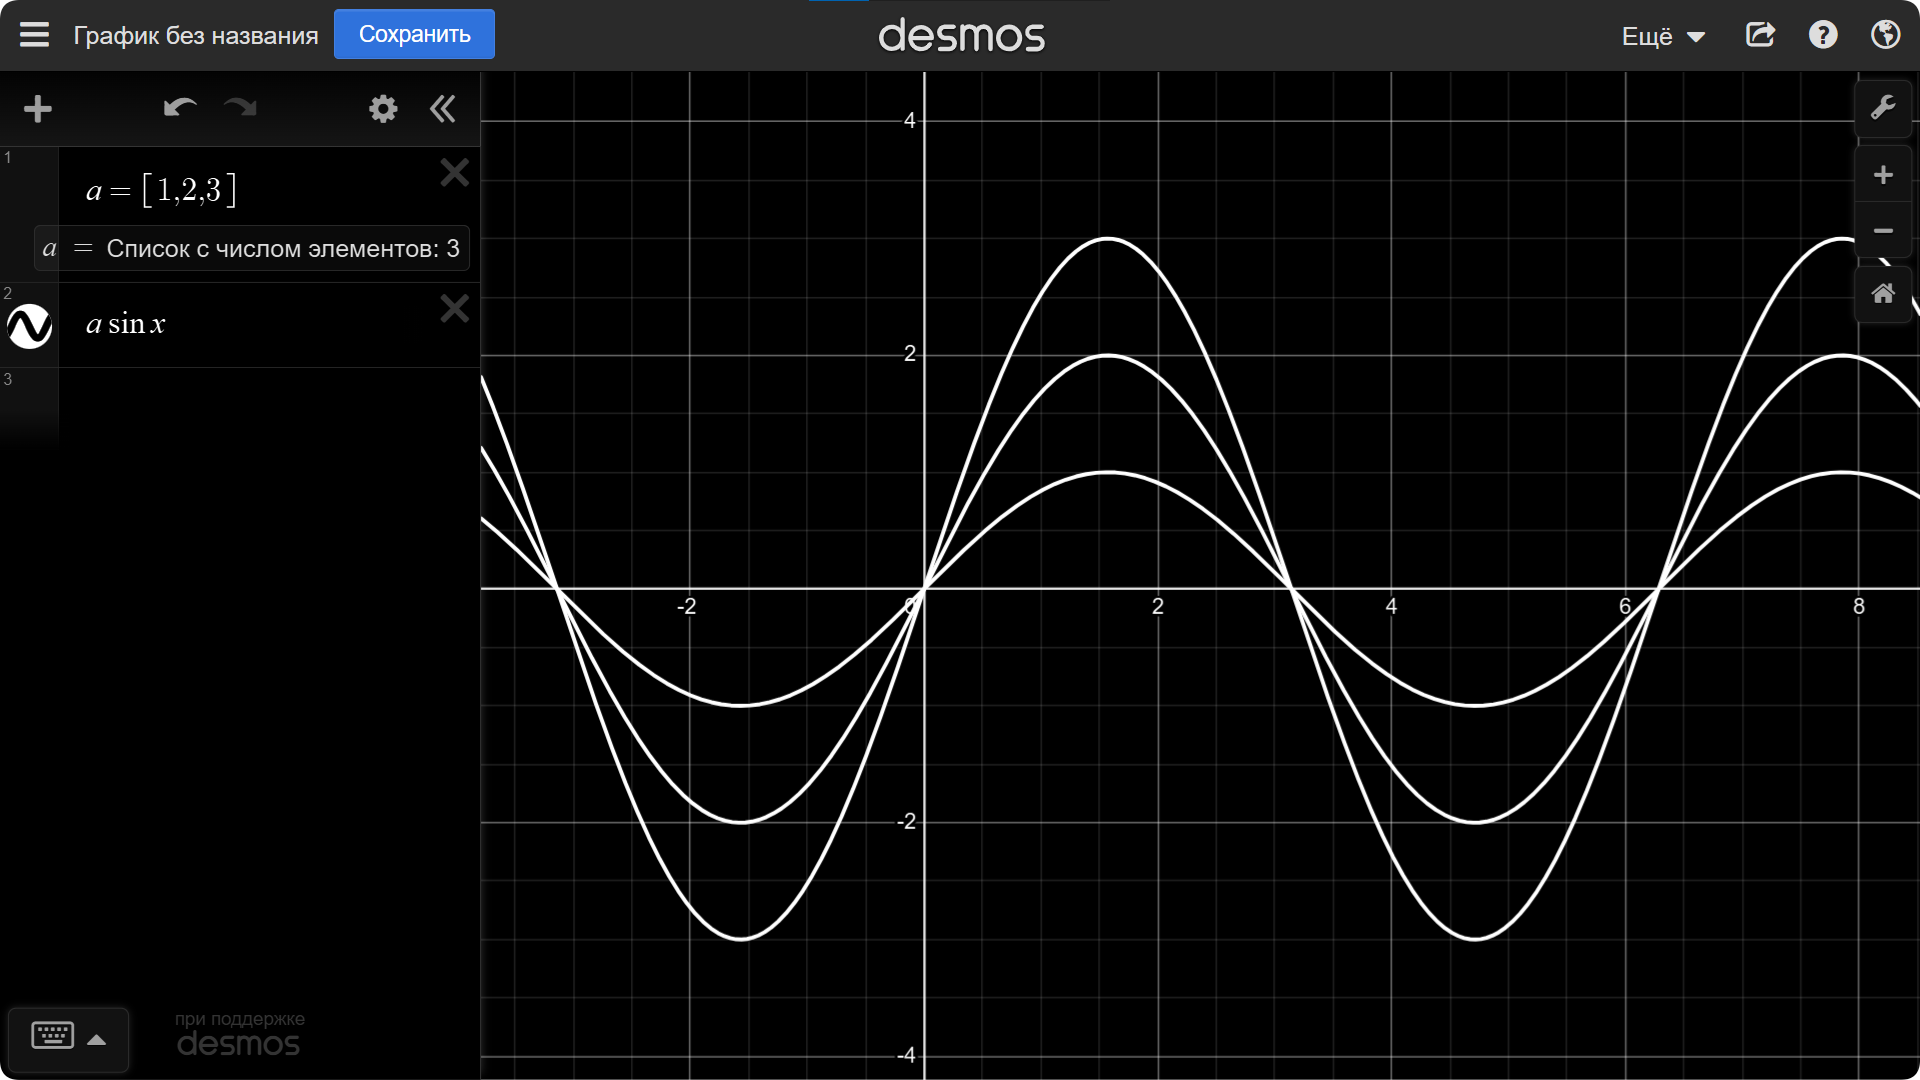 График без названия
Сохранить
desmos
Ещё
1
a = [1,2,3]
a = Список с числом элементов: 3
2
a sin x
3
4
2
-2
0
2
4
6
8
-2
-4
при поддержке
desmos